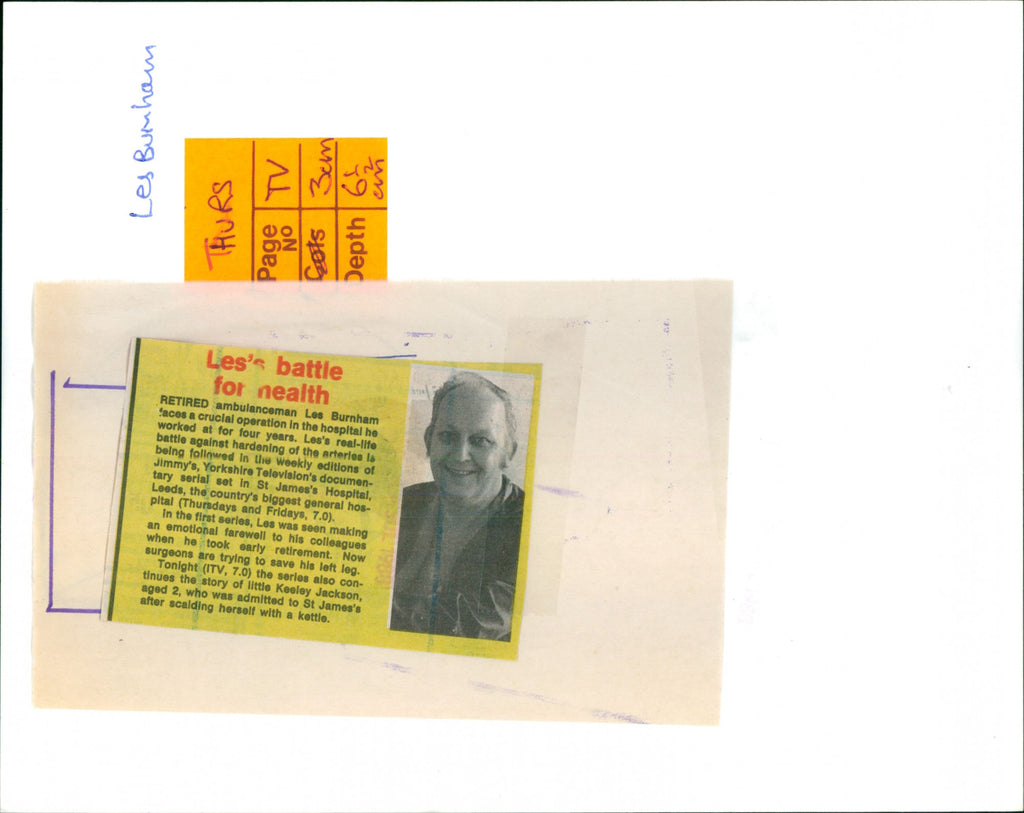 Les Burnham
THURS
Page No TV
Cols 3cm
Depth 6½ cm
Les's battle
for health
RETIRED ambulanceman Les Burnham
faces a crucial operation in the hospital he
worked at for four years. Les's real-life
battle against hardening of the arteries is
being followed in the weekly editions of
Jimmy's, Yorkshire Television's documen-
tary serial set in St James's Hospital,
Leeds, the country's biggest general hos-
pital (Thursdays and Fridays, 7.0).
In the first series, Les was seen making
an emotional farewell to his colleagues
when he took early retirement. Now
surgeons are trying to save his left leg.
Tonight (ITV, 7.0) the series also con-
tinues the story of little Keeley Jackson,
aged 2, who was admitted to St James's
after scalding herself with a kettle.